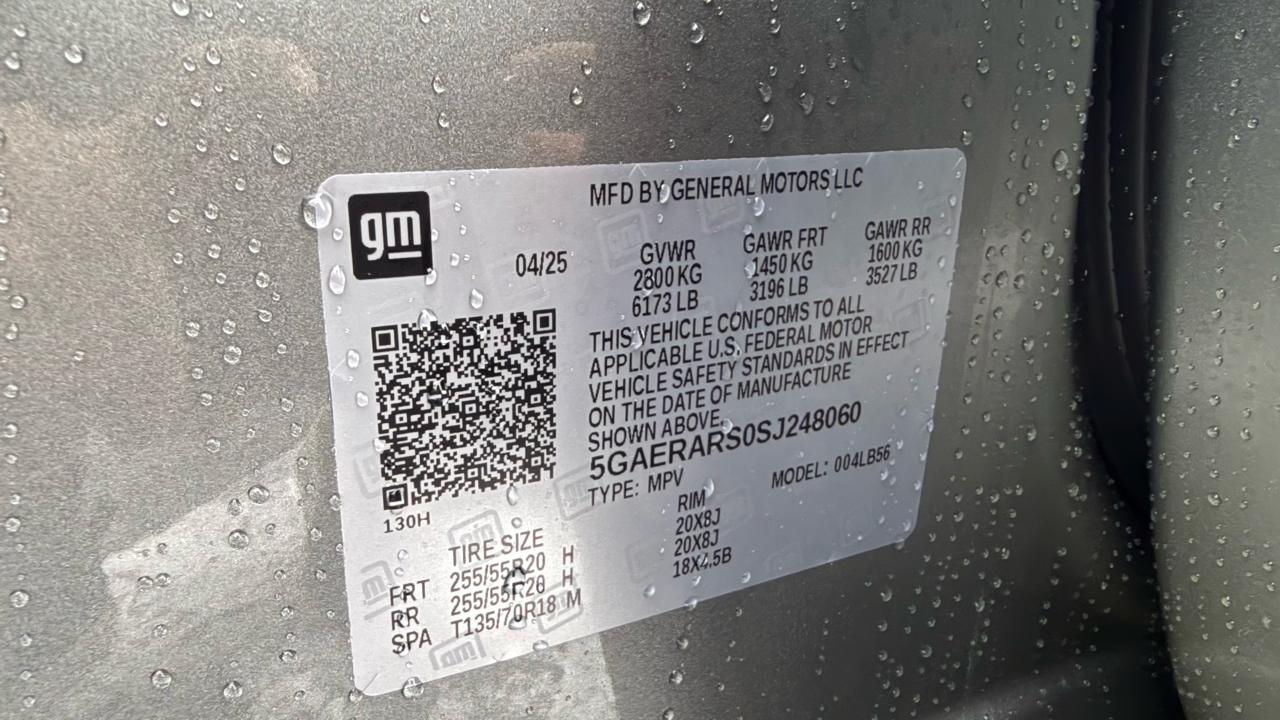 gm
MFD BY GENERAL MOTORS LLC
04/25
GVWR GAWR FRT GAWR RR
2800 KG 1450 KG 1600 KG
6173 LB 3196 LB 3527 LB
THIS VEHICLE CONFORMS TO ALL
APPLICABLE U.S. FEDERAL MOTOR
VEHICLE SAFETY STANDARDS IN EFFECT
ON THE DATE OF MANUFACTURE
SHOWN ABOVE.
5GAERARS0SJ248060
TYPE: MPV MODEL: 004LB56
130H
TIRE SIZE RIM
FRT 255/55R20 H 20X8J
RR 255/55R20 H 20X8J
SPA T135/70R18 M 18X4.5B